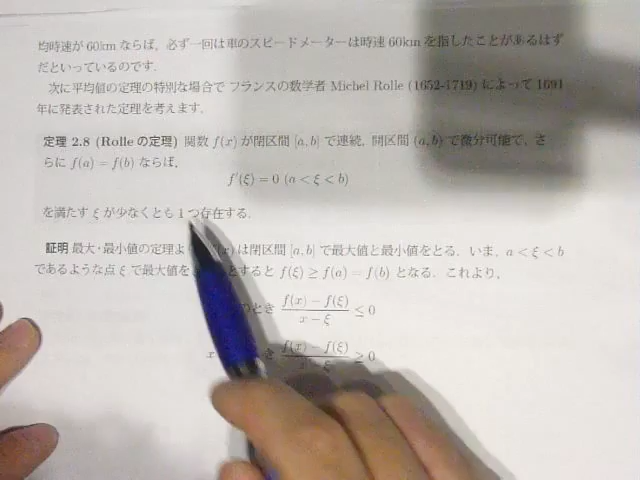 均時速が 60km ならば，必ず一回は車のスピードメーターは時速 60km を指したことがあるはず
だといっているのです．
次に平均値の定理の特別な場合で フランスの数学者 Michel Rolle (1652-1719) によって 1691
年に発表された定理を考えます．
定理 2.8 (Rolle の定理) 関数 f(x) が閉区間 [a, b] で連続，開区間 (a, b) で微分可能で，さ
らに f(a) = f(b) ならば，
f′(ξ) = 0 (a < ξ < b)
を満たす ξ が少なくとも 1 つ存在する．
証明 最大・最小値の定理よ (x) は閉区間 [a, b] で最大値と最小値をとる．いま，a < ξ < b
であるような点 ξ で最大値を とすると f(ξ) ≥ f(a) = f(b) となる．これより，
のとき f(x) − f(ξ) / x − ξ ≤ 0
x き f(x) − f(ξ) / x − ξ ≥ 0